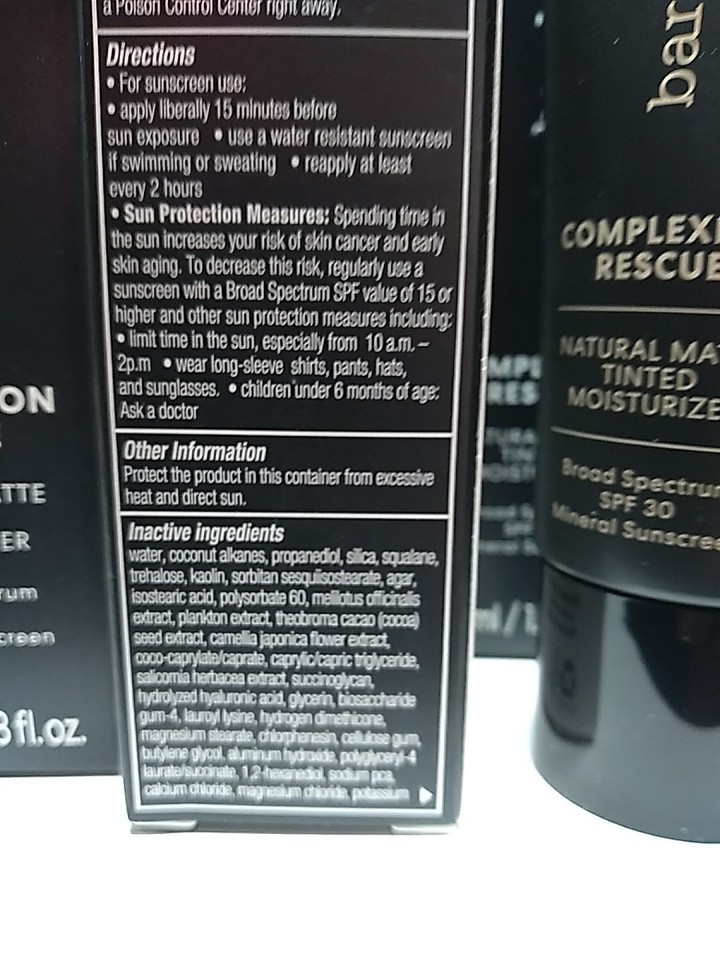 a Poison Control Center right away.
Directions
• For sunscreen use:
• apply liberally 15 minutes before
sun exposure • use a water resistant sunscreen
if swimming or sweating • reapply at least
every 2 hours
• Sun Protection Measures: Spending time in
the sun increases your risk of skin cancer and early
skin aging. To decrease this risk, regularly use a
sunscreen with a Broad Spectrum SPF value of 15 or
higher and other sun protection measures including:
• limit time in the sun, especially from 10 a.m. –
2p.m • wear long-sleeve shirts, pants, hats,
and sunglasses. • children under 6 months of age:
Ask a doctor
Other Information
Protect the product in this container from excessive
heat and direct sun.
Inactive ingredients
water, coconut alkanes, propanediol, silica, squalane,
trehalose, kaolin, sorbitan sesquiisostearate, agar,
isostearic acid, polysorbate 60, melilotus officinalis
extract, plankton extract, theobroma cacao (cocoa)
seed extract, camellia japonica flower extract,
coco-caprylate/caprate, caprylic/capric triglyceride,
salicornia herbacea extract, succinoglycan,
hydrolyzed hyaluronic acid, glycerin, biosaccharide
gum-4, lauroyl lysine, hydrogen dimethicone,
magnesium stearate, chlorphenesin, cellulose gum,
butylene glycol, aluminum hydroxide, polyglyceryl-4
laurate/succinate, 1,2-hexanediol, sodium pca,
calcium chloride, magnesium chloride, potassium
bar
COMPLEXI
RESCUE
NATURAL MAT
TINTED
MOISTURIZE
Broad Spectrum
SPF 30
Mineral Sunscree
ON
TTE
ER
rum
creen
8 fl.oz.
MPL
RES